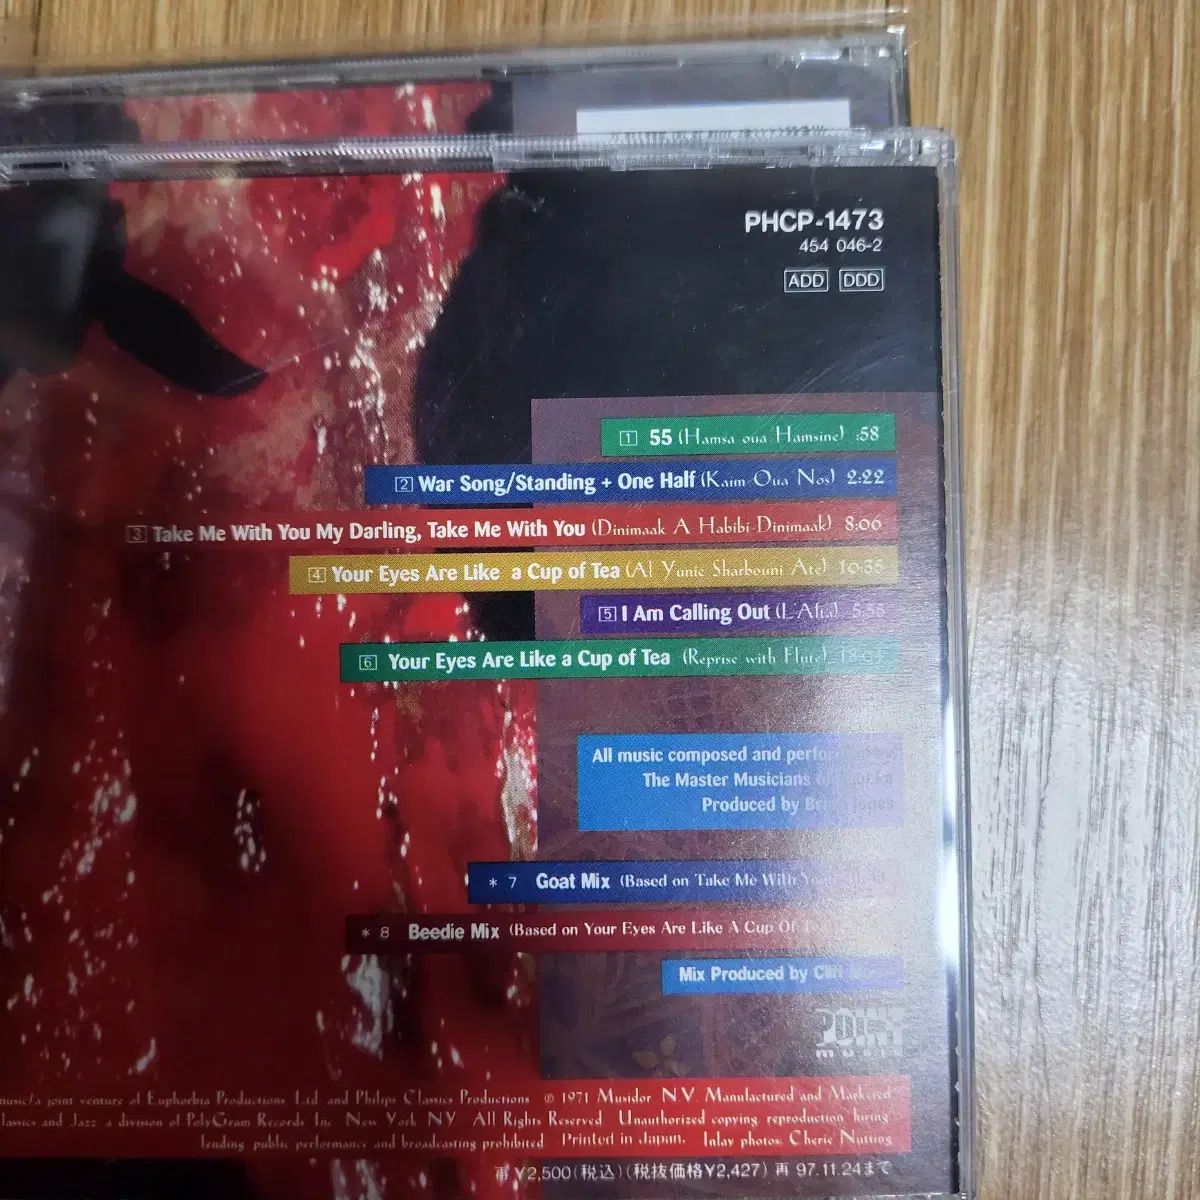 PHCP-1473
454 046-2
ADD DDD
1 55 (Hamsa oua Hamsine) :58
2 War Song/Standing + One Half (Kaim Oua Nos) 2:22
3 Take Me With You My Darling, Take Me With You (Dinimaak A Habibi Dinimaak) 8:06
4 Your Eyes Are Like a Cup of Tea (Al Yunic Sharbouni Ate) 10:35
5 I Am Calling Out (L'Afta)
6 Your Eyes Are Like a Cup of Tea (Reprise with Flute) 18:04
All music composed and
The Master Musicians
Produced by Brian Jones
* 7 Goat Mix (Based on Take Me With
* 8 Beedie Mix (Based on Your Eyes Are Like A Cup Of
Mix Produced by
POINT
MUSIC
music/a joint venture of Euphorbia Productions Ltd and Philips Classics Productions ℗ 1971 Musidor N.V. Manufactured and Marketed
Classics and Jazz a division of PolyGram Records Inc. New York NY All Rights Reserved Unauthorized copying reproduction hiring
lending public performance and broadcasting prohibited Printed in Japan. Inlay photos: Cherie Nutting
¥2,500(税込)(税抜価格¥2,427) 再 97.11.24まで